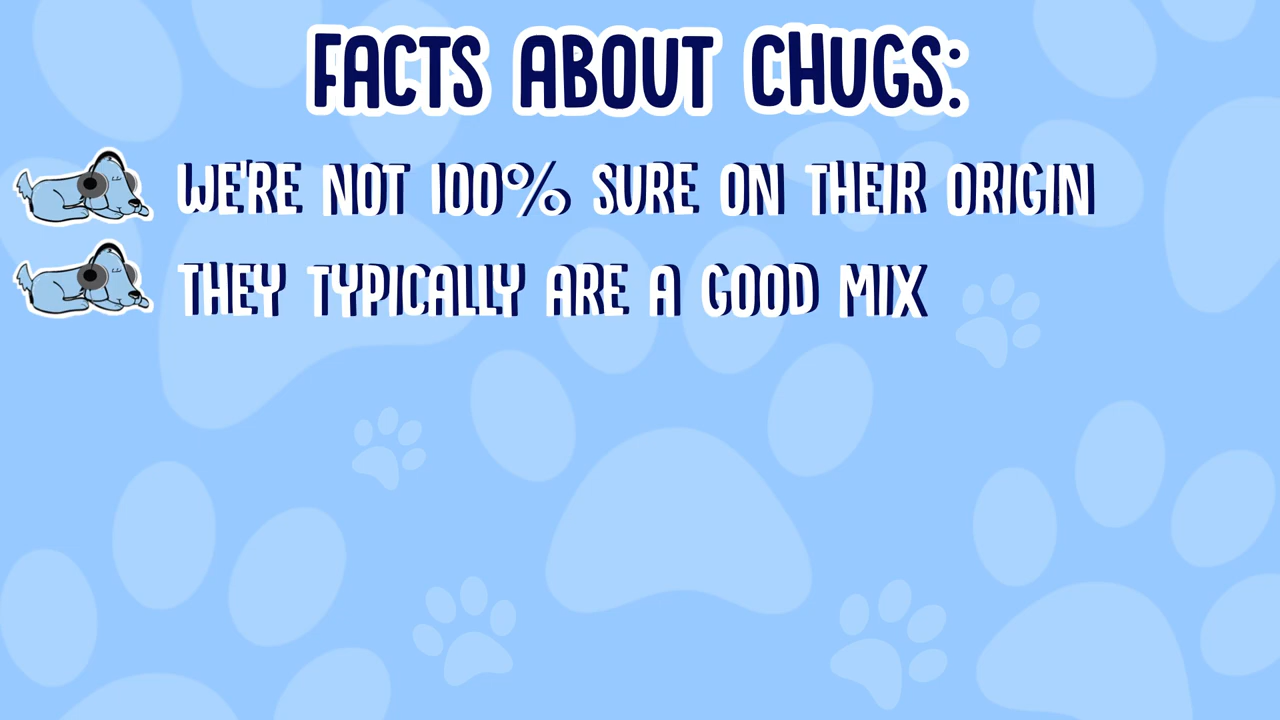 FACTS ABOUT CHUGS:
WE'RE NOT 100% SURE ON THEIR ORIGIN
THEY TYPICALLY ARE A GOOD MIX